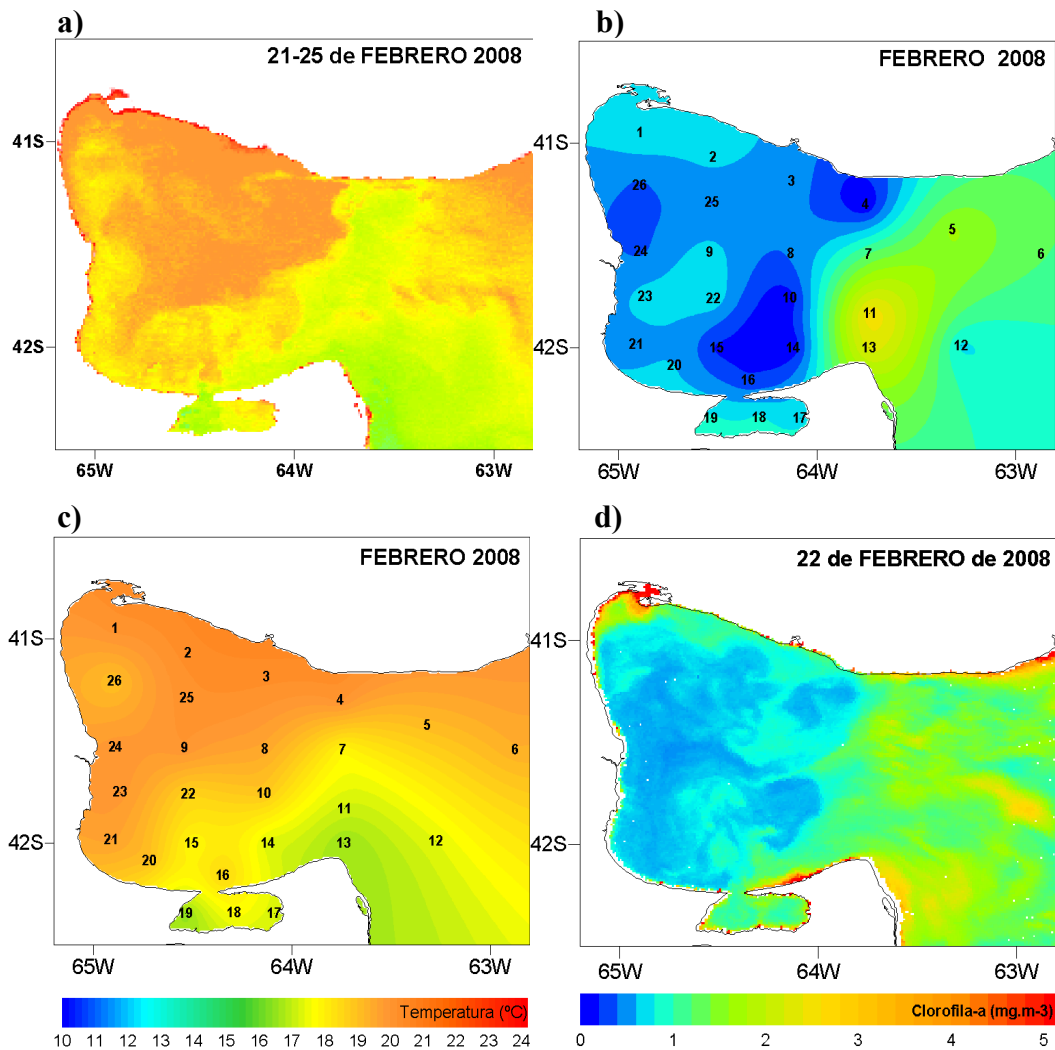 a)
21-25 de FEBRERO 2008
41S
42S
65W 64W 63W
b)
FEBRERO 2008
41S
42S
1
2
3
26
25
4
5
24
9
8
7
6
23
22
10
11
21
15
14
13
12
20
16
19
18
17
65W 64W 63W
c)
FEBRERO 2008
41S
42S
1
2
3
26
25
4
5
24
9
8
7
6
23
22
10
11
21
15
14
13
12
20
16
19
18
17
65W 64W 63W
d)
22 de FEBRERO de 2008
41S
42S
65W 64W 63W
Temperatura (ºC)
10 11 12 13 14 15 16 17 18 19 20 21 22 23 24
Clorofila-a (mg.m-3)
0 1 2 3 4 5